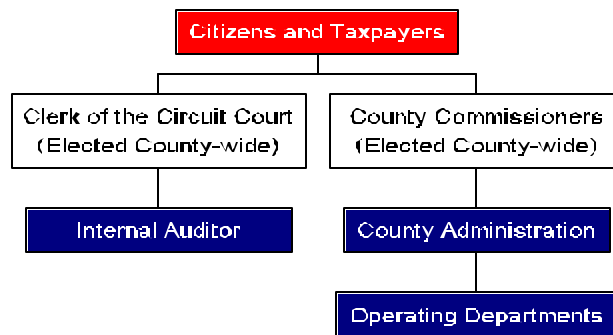 Citizens and Taxpayers
Clerk of the Circuit Court
(Elected County-wide)
County Commissioners
(Elected County-wide)
Internal Auditor
County Administration
Operating Departments